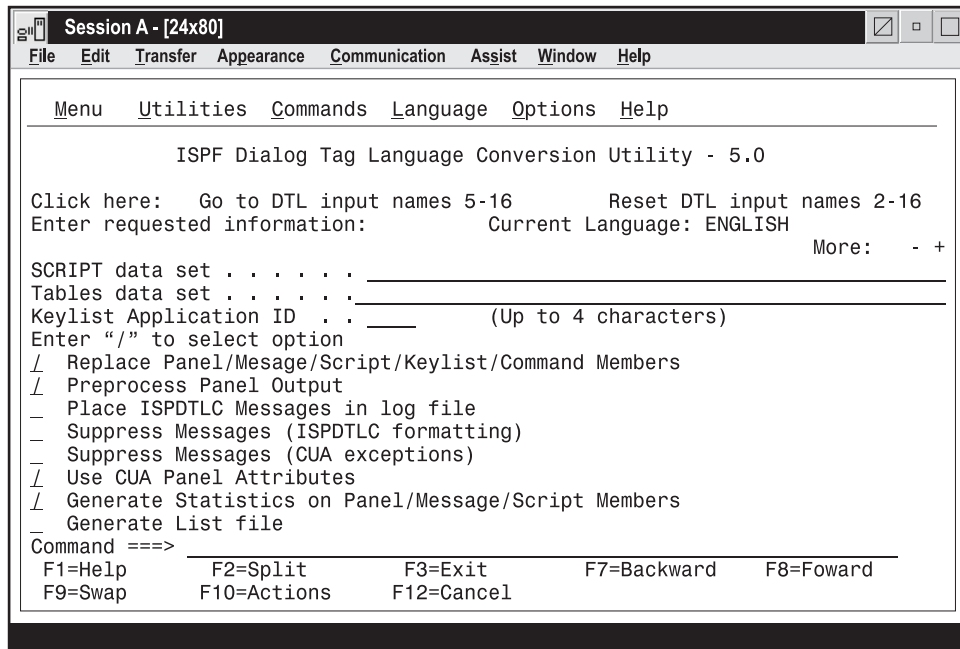 Session A - [24x80]
File Edit Transfer Appearance Communication Assist Window Help
Menu Utilities Commands Language Options Help
ISPF Dialog Tag Language Conversion Utility - 5.0
Click here: Go to DTL input names 5-16 Reset DTL input names 2-16
Enter requested information: Current Language: ENGLISH
More: - +
SCRIPT data set . . . . . . ______
Tables data set . . . . . . ______
Keylist Application ID . . ____ (Up to 4 characters)
Enter “/” to select option
/ Replace Panel/Mesage/Script/Keylist/Command Members
/ Preprocess Panel Output
_ Place ISPDTLC Messages in log file
_ Suppress Messages (ISPDTLC formatting)
_ Suppress Messages (CUA exceptions)
/ Use CUA Panel Attributes
/ Generate Statistics on Panel/Message/Script Members
_ Generate List file
Command ===> ______
F1=Help F2=Split F3=Exit F7=Backward F8=Foward
F9=Swap F10=Actions F12=Cancel